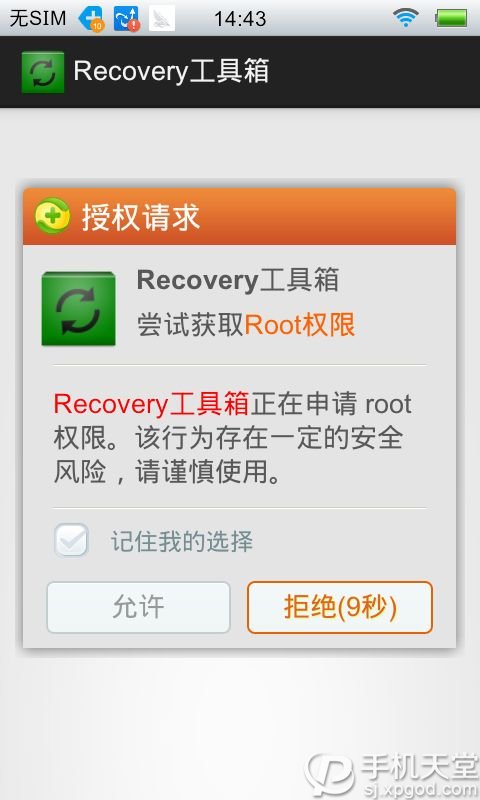 无SIM 10 14:43
Recovery工具箱
授权请求
Recovery工具箱
尝试获取Root权限
Recovery工具箱正在申请 root
权限。该行为存在一定的安全
风险，请谨慎使用。
记住我的选择
允许 拒绝(9秒)
手机天堂
sj.xpgod.com